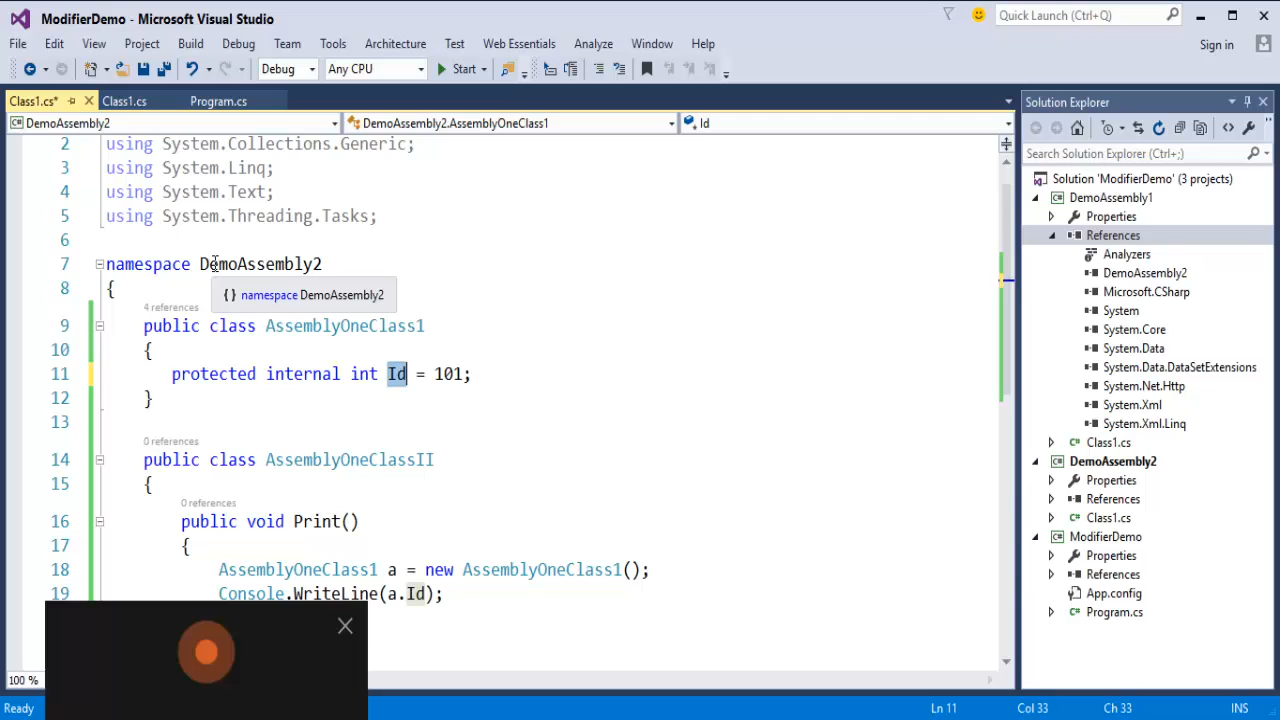 ModifierDemo - Microsoft Visual Studio
Quick Launch (Ctrl+Q)
File Edit View Project Build Debug Team Tools Architecture Test Web Essentials Analyze Window Help
Sign in
Debug Any CPU Start
Class1.cs* Class1.cs Program.cs
DemoAssembly2 DemoAssembly2.AssemblyOneClass1 Id
2 using System.Collections.Generic;
3 using System.Linq;
4 using System.Text;
5 using System.Threading.Tasks;
6
7 namespace DemoAssembly2
8 {
{ } namespace DemoAssembly2
4 references
9 public class AssemblyOneClass1
10 {
11 protected internal int Id = 101;
12 }
13
0 references
14 public class AssemblyOneClassII
15 {
0 references
16 public void Print()
17 {
18 AssemblyOneClass1 a = new AssemblyOneClass1();
19 Console.WriteLine(a.Id);
100 %
Solution Explorer
Search Solution Explorer (Ctrl+;)
Solution 'ModifierDemo' (3 projects)
DemoAssembly1
Properties
References
Analyzers
DemoAssembly2
Microsoft.CSharp
System
System.Core
System.Data
System.Data.DataSetExtensions
System.Net.Http
System.Xml
System.Xml.Linq
C# Class1.cs
DemoAssembly2
Properties
References
C# Class1.cs
ModifierDemo
Properties
References
App.config
C# Program.cs
Ready Ln 11 Col 33 Ch 33 INS